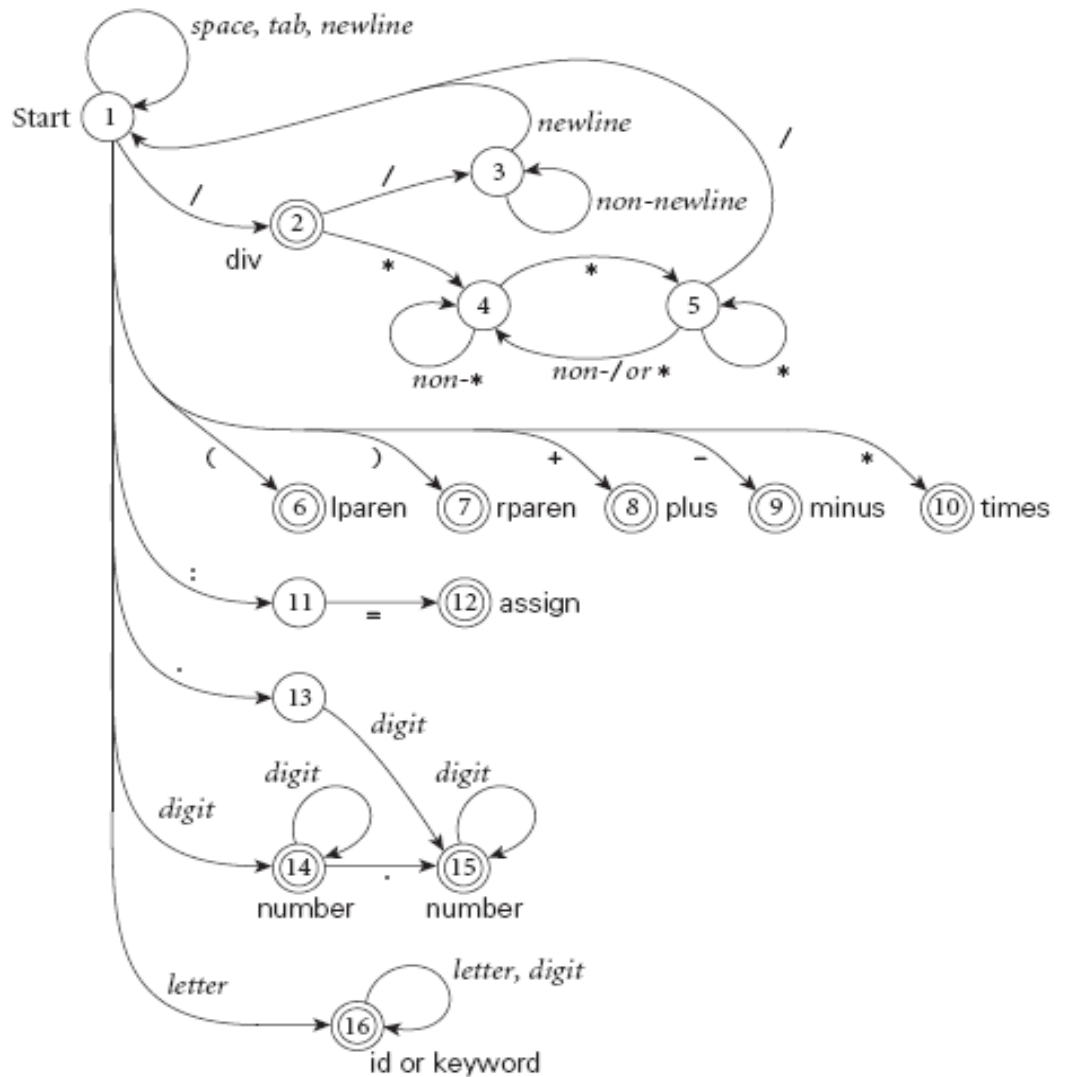 space, tab, newline
Start 1
newline
/
/ 3
/ non-newline
2
div *
*
4 5
non-* non-/ or * *
( ) + - *
6 lparen 7 rparen 8 plus 9 minus 10 times
:
11 = 12 assign
.
13
digit
digit digit
digit
14 . 15
number number
letter, digit
letter
16
id or keyword